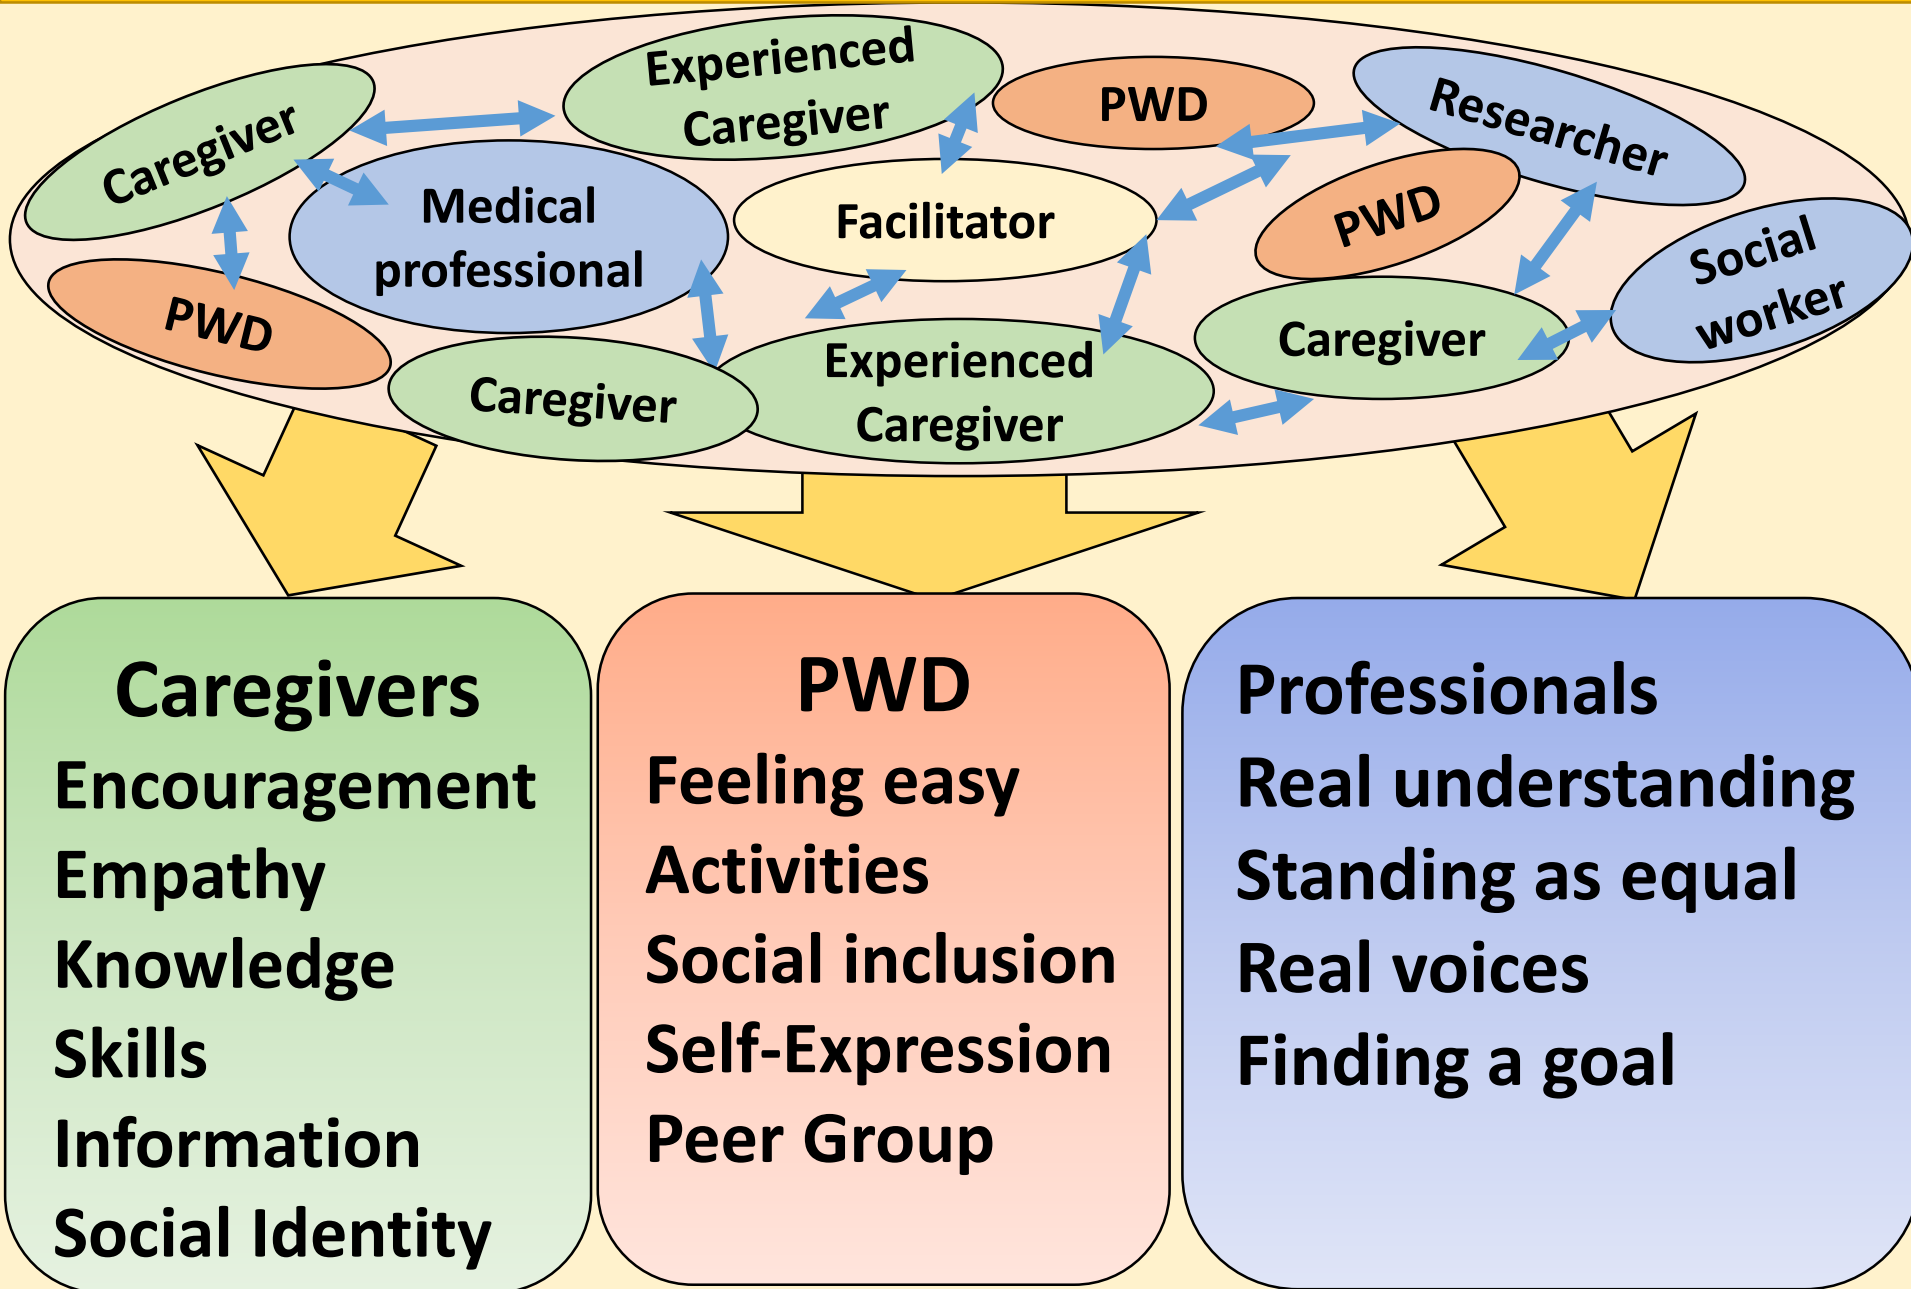 Experienced
Caregiver
PWD
Researcher
Caregiver
Medical
professional
Facilitator
PWD
Social
worker
PWD
Caregiver
Experienced
Caregiver
Caregiver
Caregivers
Encouragement
Empathy
Knowledge
Skills
Information
Social Identity
PWD
Feeling easy
Activities
Social inclusion
Self-Expression
Peer Group
Professionals
Real understanding
Standing as equal
Real voices
Finding a goal